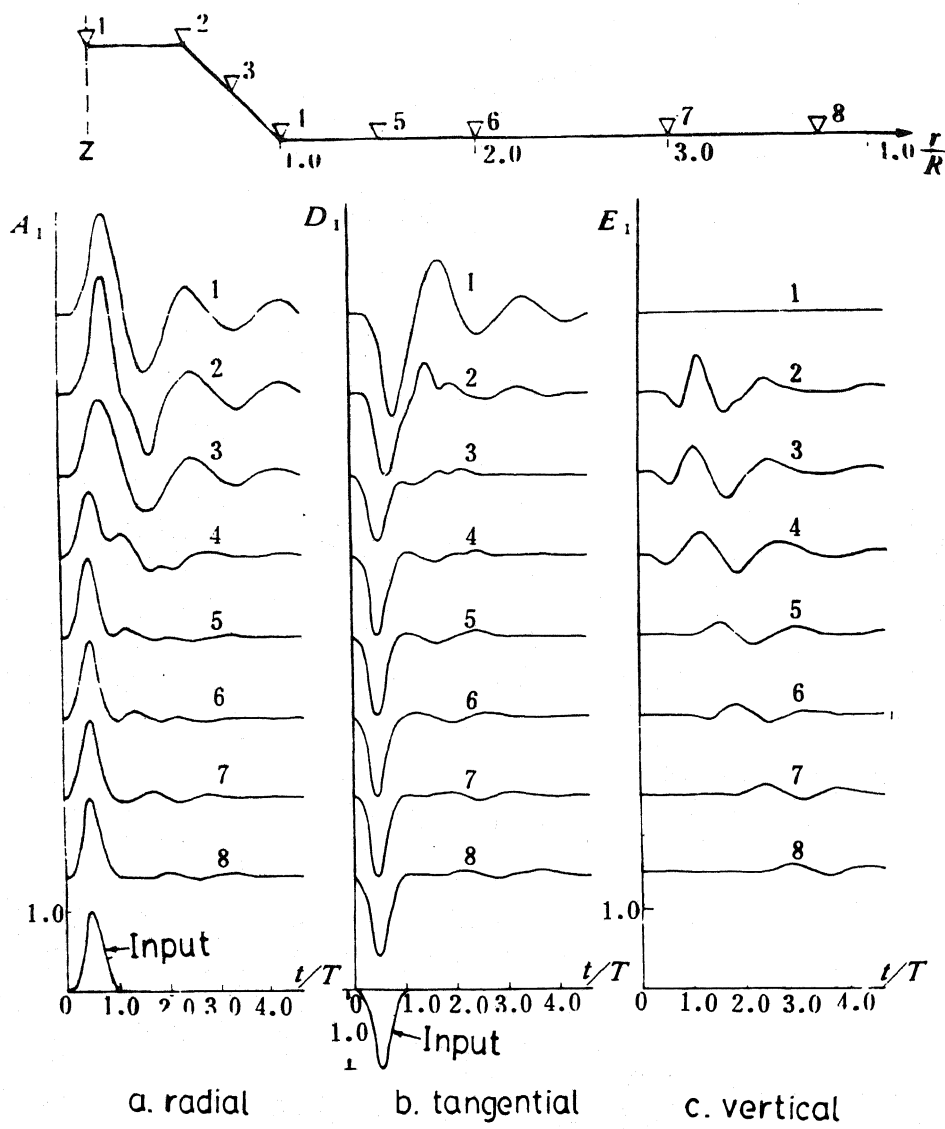 1 2
3
1 5 6 7 8
Z 1.0 2.0 3.0 1.0 r/R
A1 D1 E1
1 1 1
2 2 2
3 3 3
4 4 4
5 5 5
6 6 6
7 7 7
8 8 8
1.0 Input 1.0
t/T t/T t/T
0 1.0 2.0 3.0 4.0 0 1.0 2.0 3.0 4.0 0 1.0 2.0 3.0 4.0
1.0 Input
a. radial b. tangential c. vertical